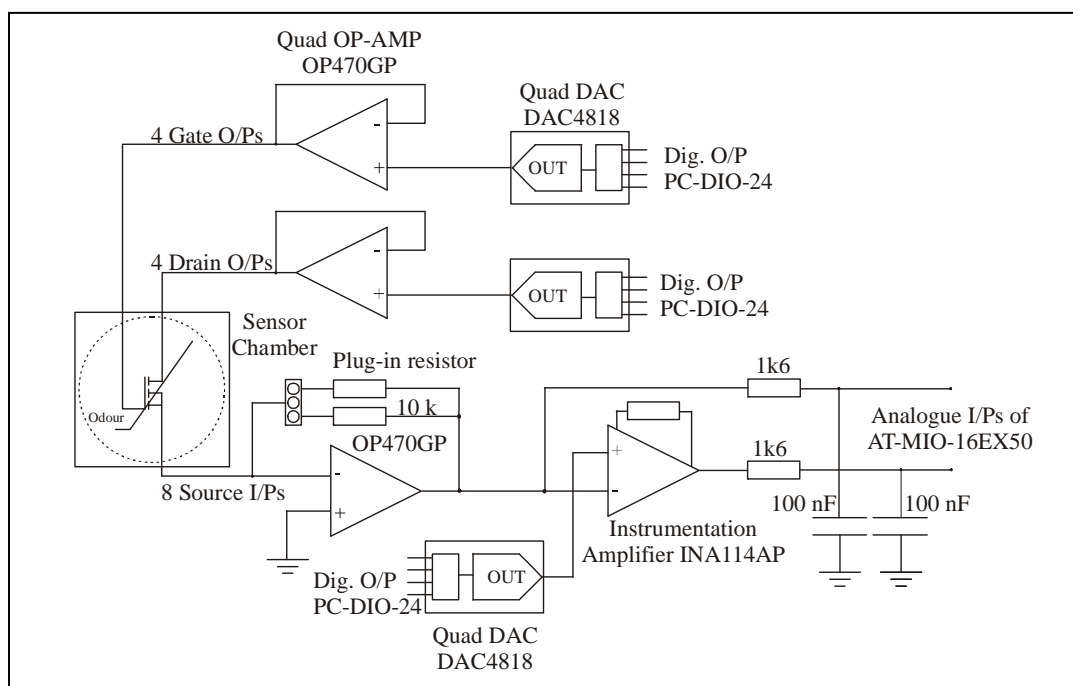 Quad OP-AMP
OP470GP
Quad DAC
DAC4818
4 Gate O/Ps
-
+
OUT
Dig. O/P
PC-DIO-24
4 Drain O/Ps
-
+
OUT
Dig. O/P
PC-DIO-24
Sensor
Chamber
Plug-in resistor
10 k
OP470GP
Odour
8 Source I/Ps
-
+
1k6
Analogue I/Ps of
AT-MIO-16EX50
+
-
1k6
100 nF
100 nF
Instrumentation
Amplifier INA114AP
Dig. O/P
PC-DIO-24
OUT
Quad DAC
DAC4818